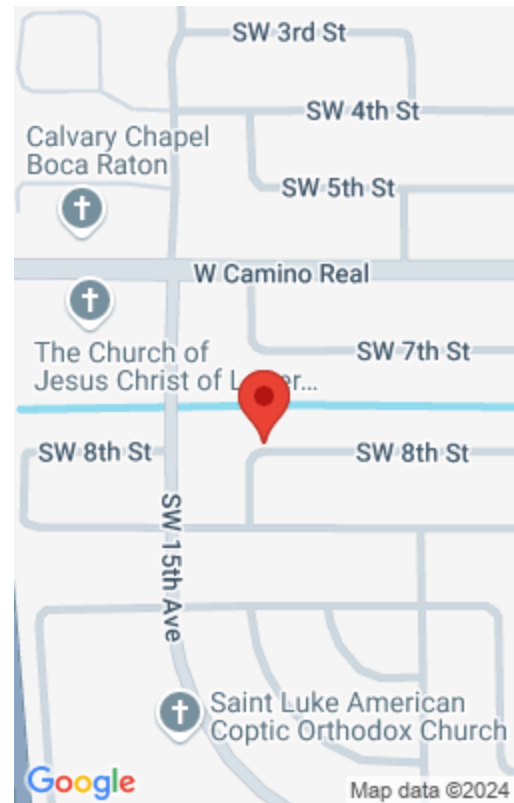 SW 3rd St
SW 4th St
Calvary Chapel
Boca Raton
SW 5th St
W Camino Real
The Church of
Jesus Christ of L er...
SW 7th St
SW 8th St
SW 8th St
SW 15th Ave
Saint Luke American
Coptic Orthodox Church
Google
Map data ©2024